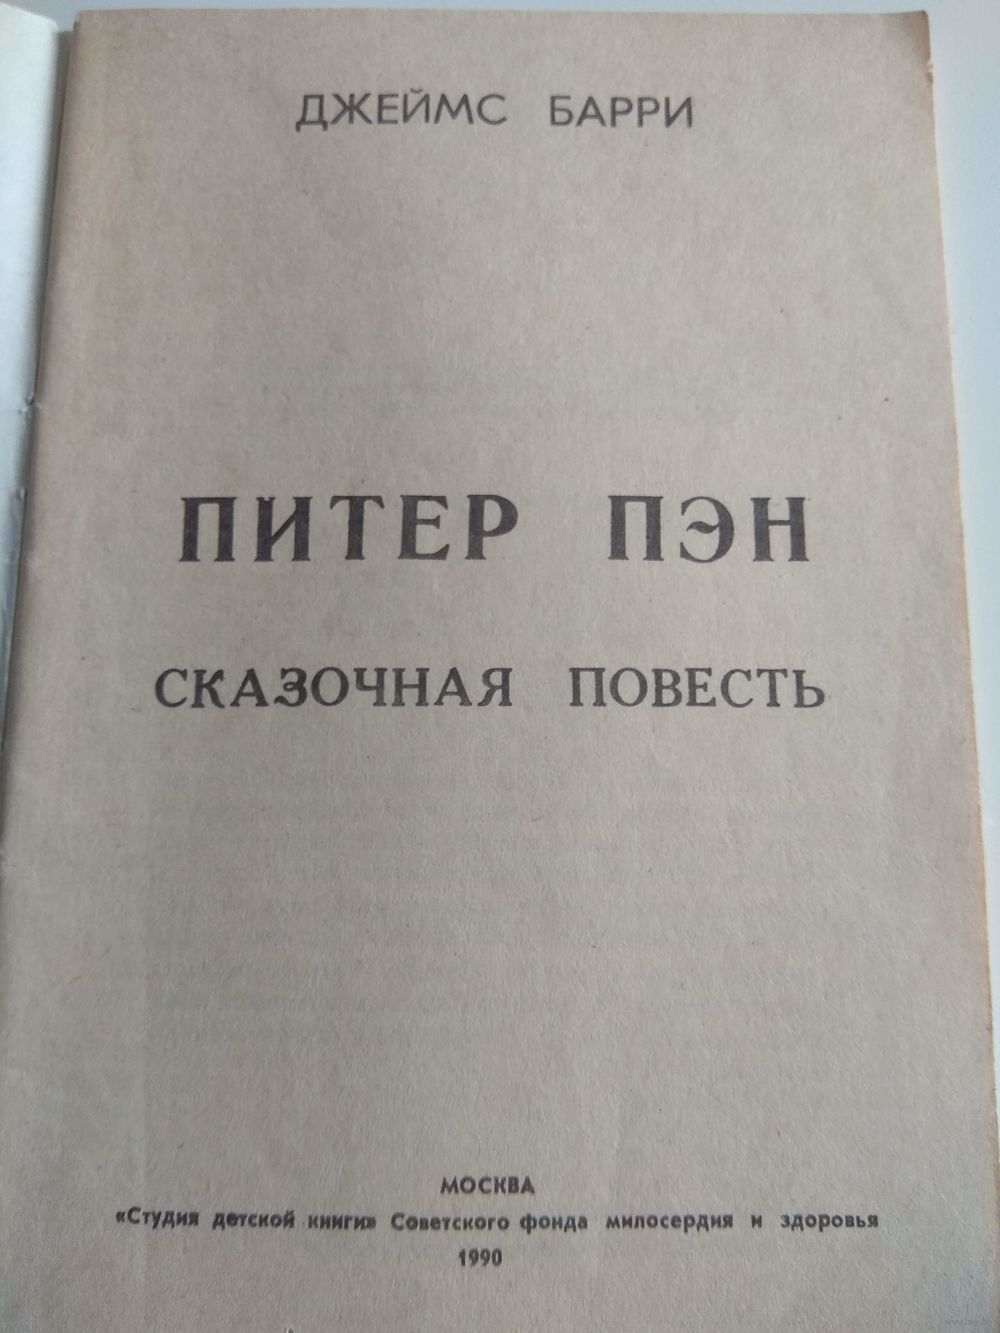 ДЖЕЙМС БАРРИ
ПИТЕР ПЭН
СКАЗОЧНАЯ ПОВЕСТЬ
МОСКВА
«Студия детской книги» Советского фонда милосердия и здоровья
1990